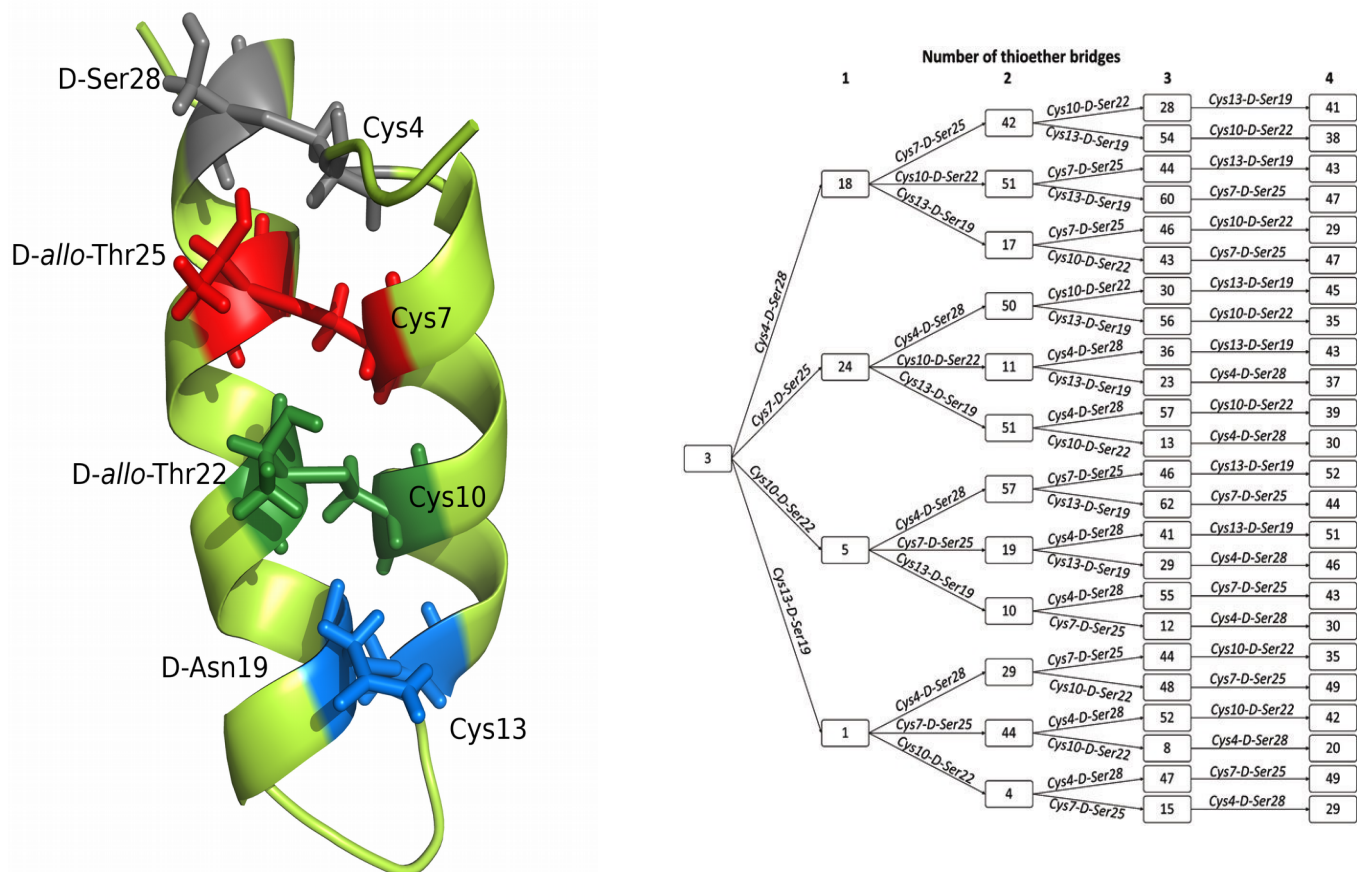 D-Ser28
Cys4
D-allo-Thr25
Cys7
D-allo-Thr22
Cys10
D-Asn19
Cys13
Number of thioether bridges
1 2 3 4
3
Cys4-D-Ser28
18
Cys7-D-Ser25
42
Cys10-D-Ser22 28 Cys13-D-Ser19 41
Cys13-D-Ser19 54 Cys10-D-Ser22 38
Cys10-D-Ser22
51
Cys7-D-Ser25 44 Cys13-D-Ser19 43
Cys13-D-Ser19 60 Cys7-D-Ser25 47
Cys13-D-Ser19
17
Cys7-D-Ser25 46 Cys10-D-Ser22 29
Cys10-D-Ser22 43 Cys7-D-Ser25 47
Cys7-D-Ser25
24
Cys4-D-Ser28
50
Cys10-D-Ser22 30 Cys13-D-Ser19 45
Cys13-D-Ser19 56 Cys10-D-Ser22 35
Cys10-D-Ser22
11
Cys4-D-Ser28 36 Cys13-D-Ser19 43
Cys13-D-Ser19 23 Cys4-D-Ser28 37
Cys13-D-Ser19
51
Cys4-D-Ser28 57 Cys10-D-Ser22 39
Cys10-D-Ser22 13 Cys4-D-Ser28 30
Cys10-D-Ser22
5
Cys4-D-Ser28
57
Cys7-D-Ser25 46 Cys13-D-Ser19 52
Cys13-D-Ser19 62 Cys7-D-Ser25 44
Cys7-D-Ser25
19
Cys4-D-Ser28 41 Cys13-D-Ser19 51
Cys13-D-Ser19 29 Cys4-D-Ser28 46
Cys13-D-Ser19
10
Cys4-D-Ser28 55 Cys7-D-Ser25 43
Cys7-D-Ser25 12 Cys4-D-Ser28 30
Cys13-D-Ser19
1
Cys4-D-Ser28
29
Cys7-D-Ser25 44 Cys10-D-Ser22 35
Cys10-D-Ser22 48 Cys7-D-Ser25 49
Cys7-D-Ser25
44
Cys4-D-Ser28 52 Cys10-D-Ser22 42
Cys10-D-Ser22 8 Cys4-D-Ser28 20
Cys10-D-Ser22
4
Cys4-D-Ser28 47 Cys7-D-Ser25 49
Cys7-D-Ser25 15 Cys4-D-Ser28 29